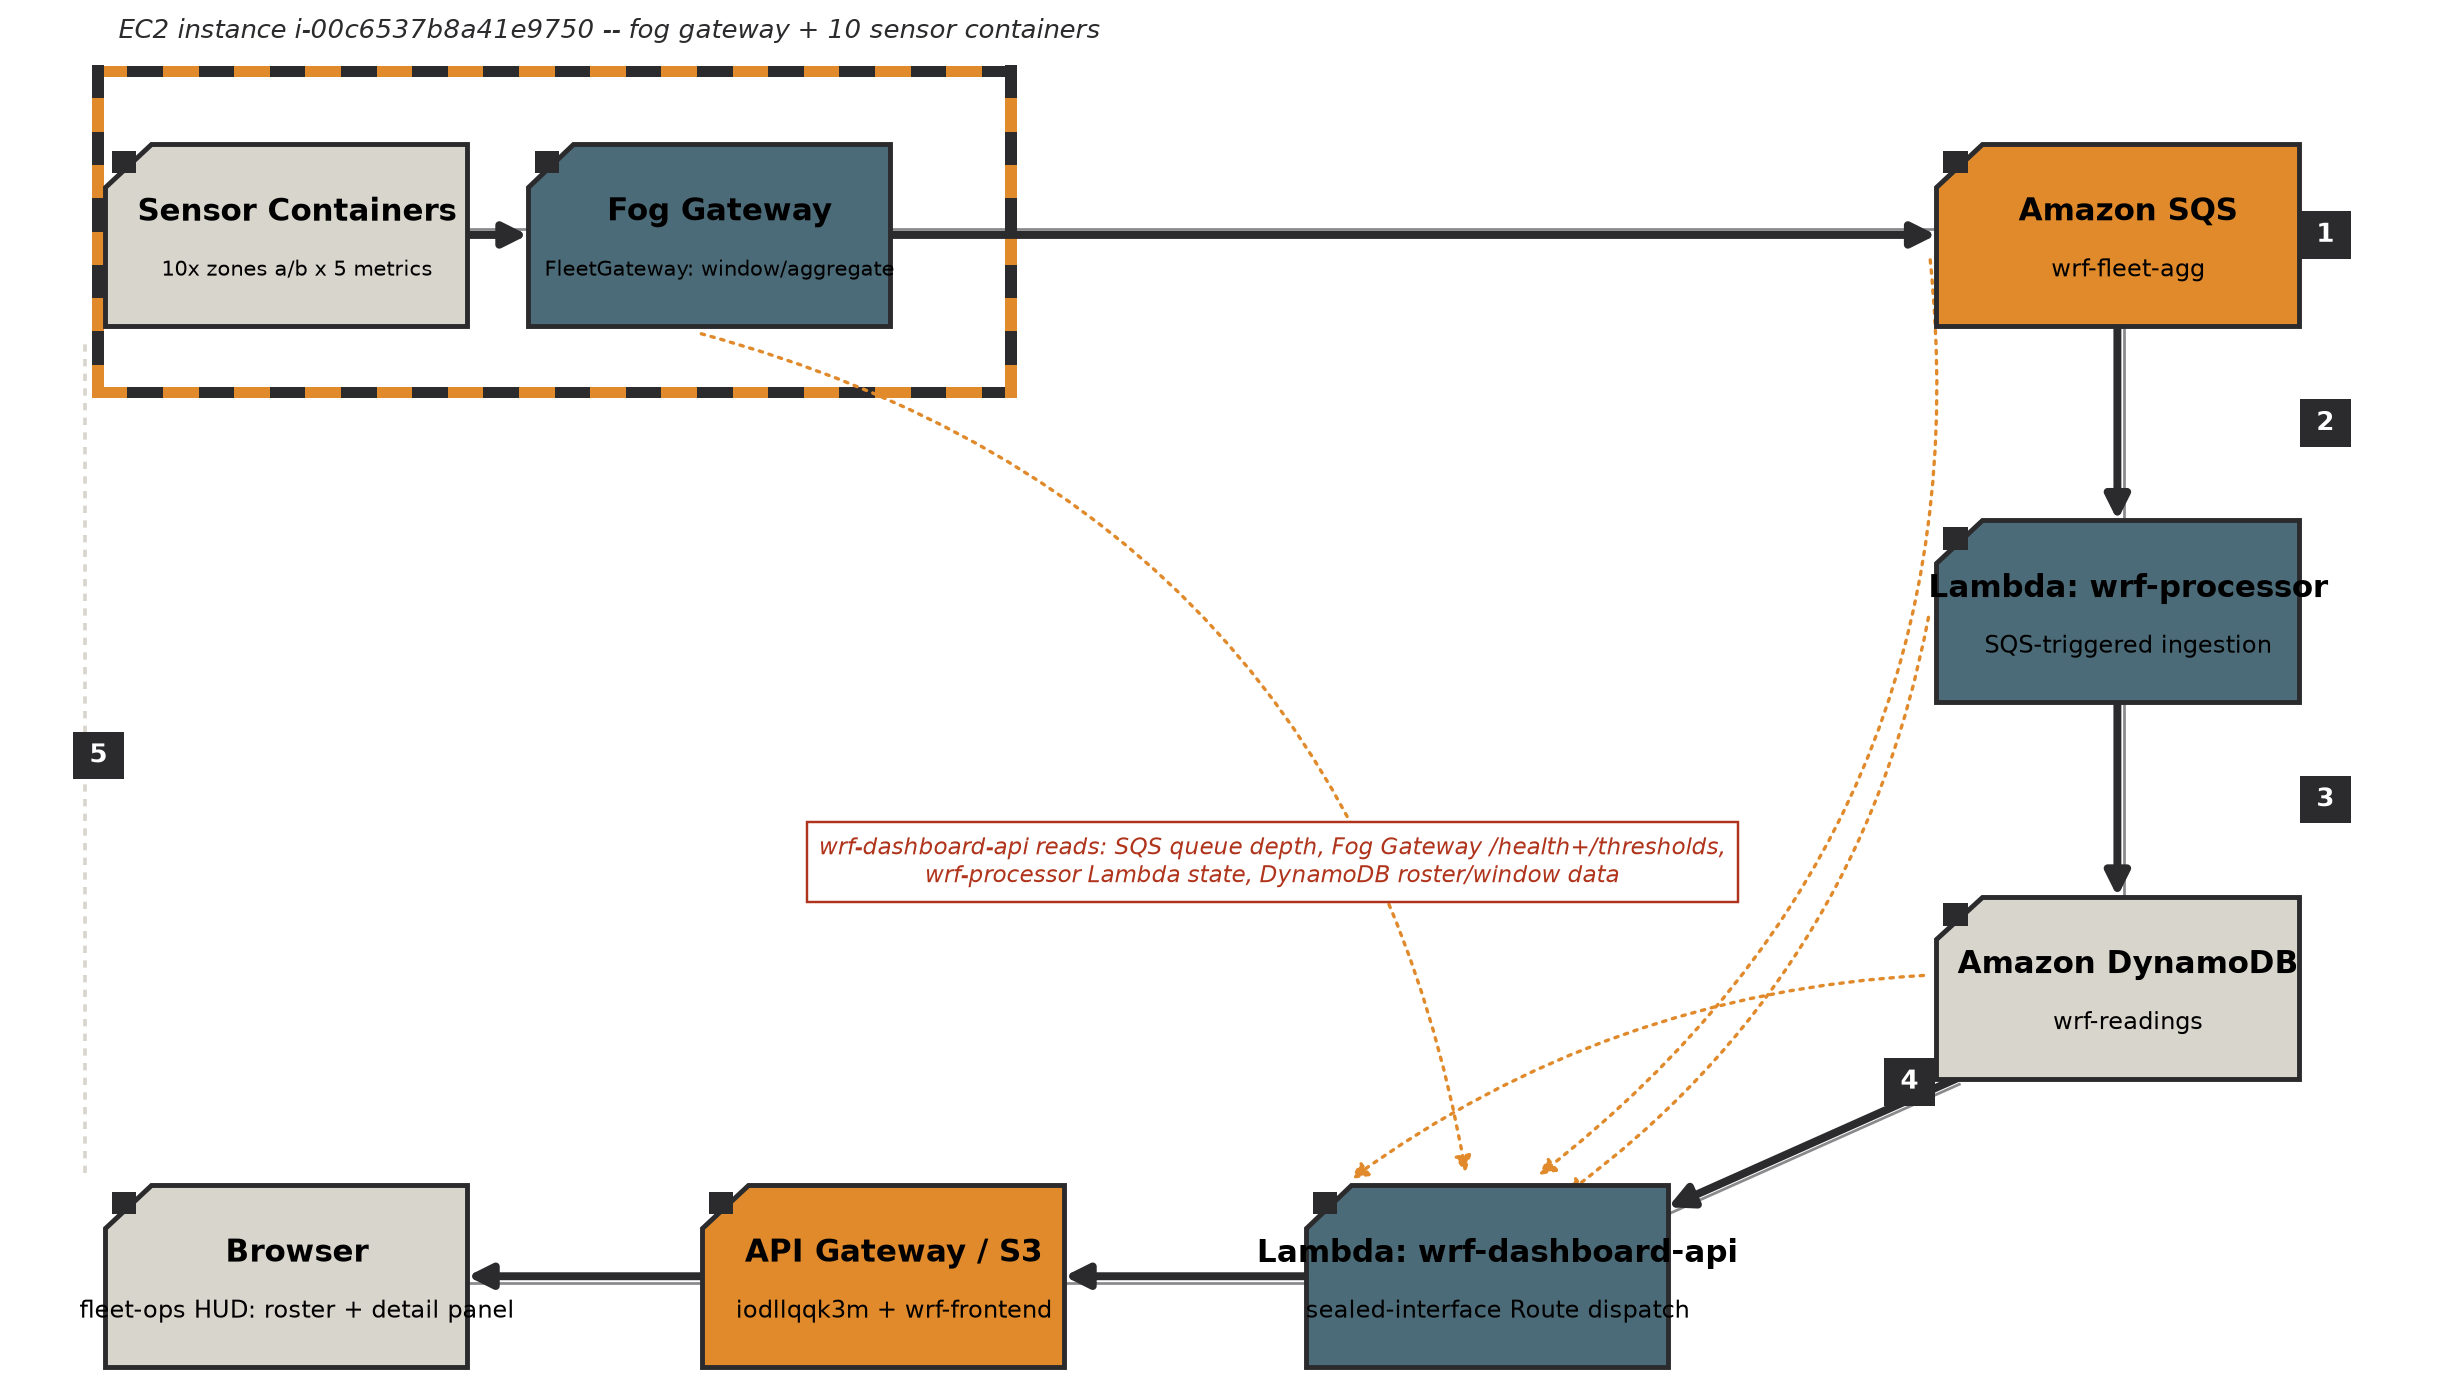 EC2 instance i-00c6537b8a41e9750 -- fog gateway + 10 sensor containers
Sensor Containers
10x zones a/b x 5 metrics
Fog Gateway
FleetGateway: window/aggregate
Amazon SQS
wrf-fleet-agg
1
2
Lambda: wrf-processor
SQS-triggered ingestion
5
3
wrf-dashboard-api reads: SQS queue depth, Fog Gateway /health+/thresholds,
wrf-processor Lambda state, DynamoDB roster/window data
Amazon DynamoDB
wrf-readings
4
Browser
fleet-ops HUD: roster + detail panel
API Gateway / S3
iodllqqk3m + wrf-frontend
Lambda: wrf-dashboard-api
sealed-interface Route dispatch